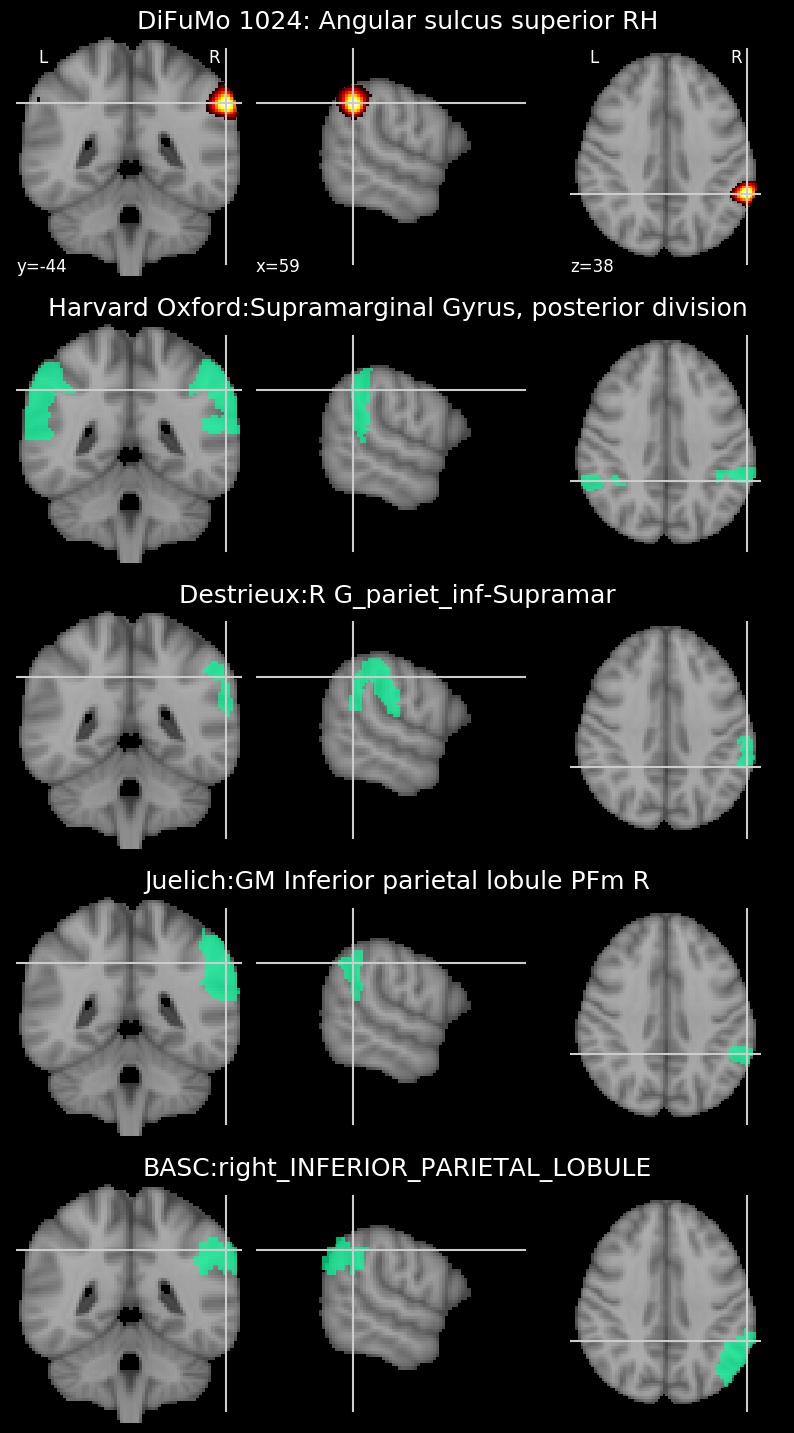 DiFuMo 1024: Angular sulcus superior RH
L R L R
y=-44 x=59 z=38
Harvard Oxford:Supramarginal Gyrus, posterior division
Destrieux:R G_pariet_inf-Supramar
Juelich:GM Inferior parietal lobule PFm R
BASC:right_INFERIOR_PARIETAL_LOBULE